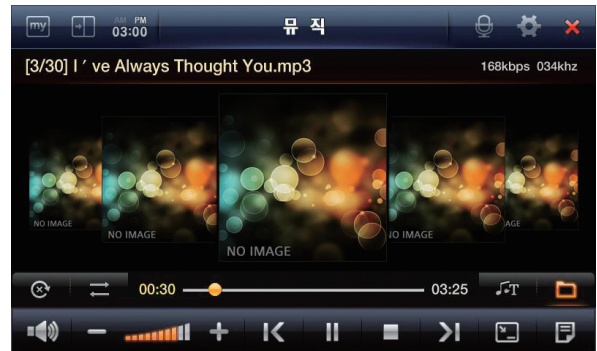 my
AM PM
03:00
뮤 직
[3/30] I ′ ve Always Thought You.mp3
168kbps 034khz
NO IMAGE
NO IMAGE
NO IMAGE
NO IMAGE
AGE
00:30
03:25
T